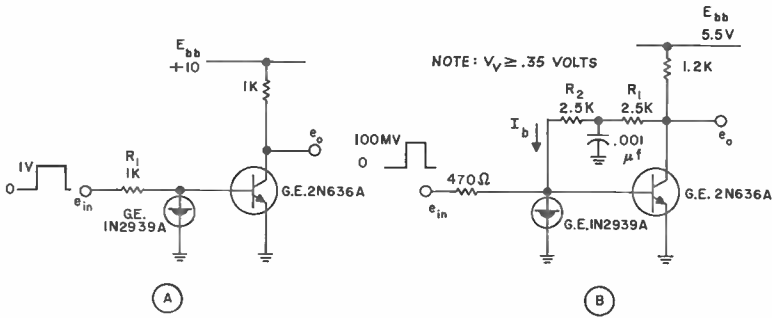 E_bb
+10
1K
e_o
1V
0
R_1
1K
e_in
G.E.
1N2939A
G.E. 2N636A
A
NOTE: V_V ≥ .35 VOLTS
E_bb
5.5V
1.2K
R_2
2.5K
R_1
2.5K
I_b
.001
μf
e_o
100MV
0
470Ω
e_in
G.E. 1N2939A
G.E. 2N636A
B